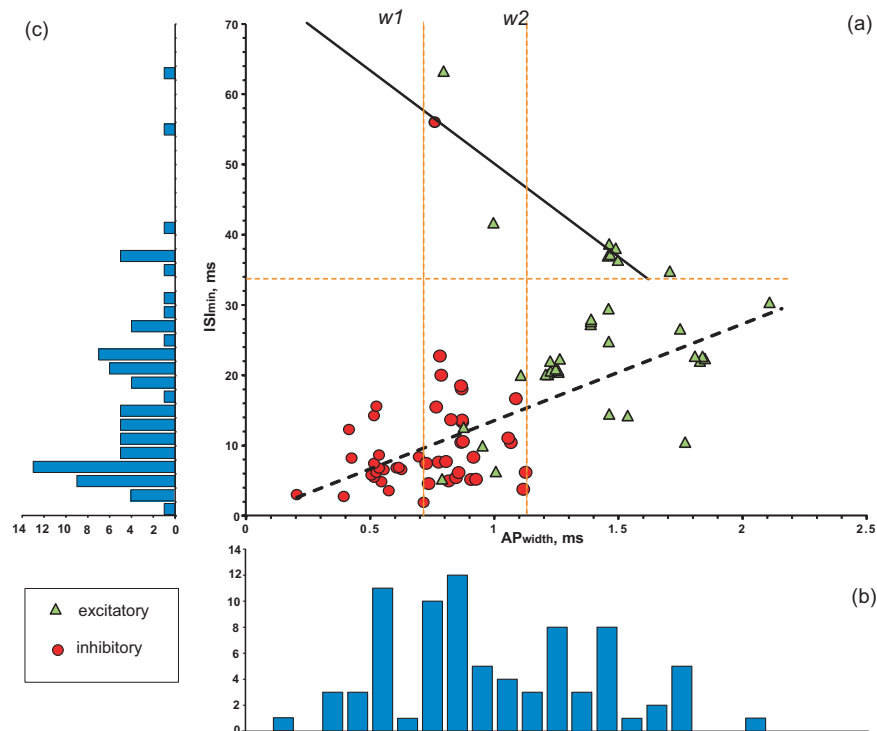 (c)
w1
w2
(a)
70
60
50
40
30
20
10
0
ISImin, ms
0
0.5
1
1.5
2
2.5
APwidth, ms
14 12 10 8 6 4 2 0
(b)
14
12
10
8
6
4
2
0
excitatory
inhibitory